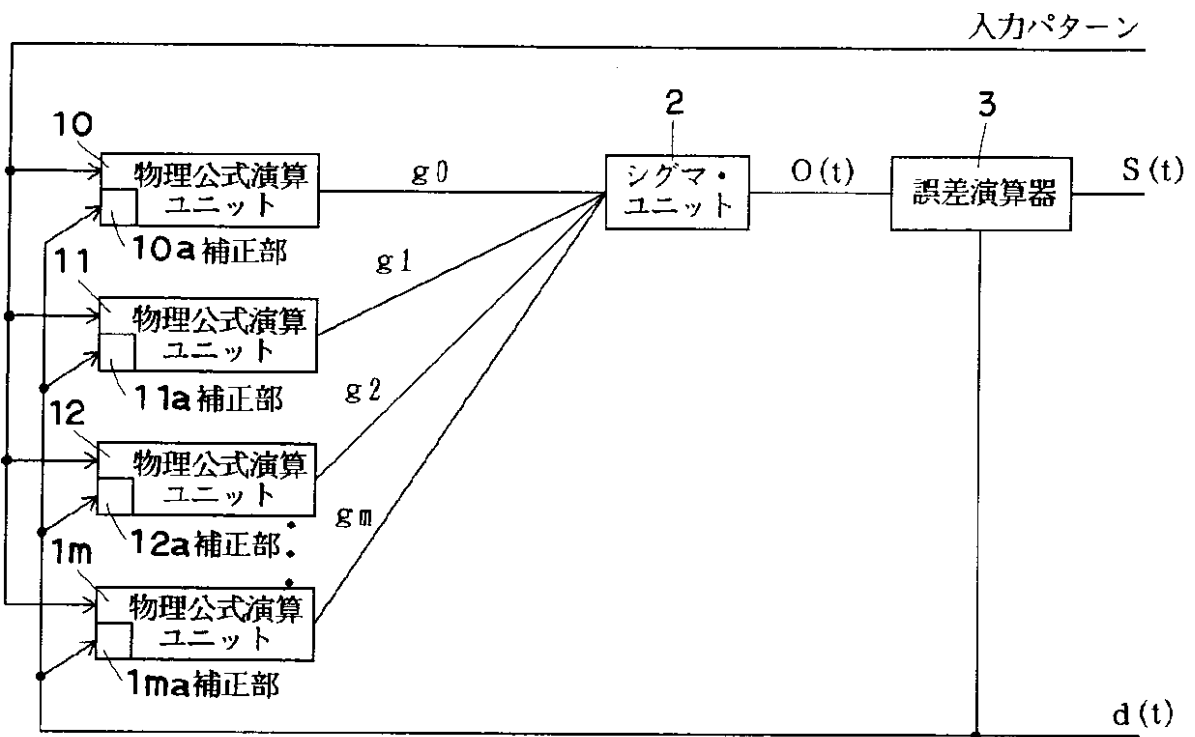 入力パターン
10
物理公式演算
ユニット
10a補正部
g0
2
シグマ・
ユニット
O(t)
3
誤差演算器
S(t)
11
物理公式演算
ユニット
11a補正部
g1
12
物理公式演算
ユニット
12a補正部
g2
1m
物理公式演算
ユニット
1ma補正部
gm
d(t)